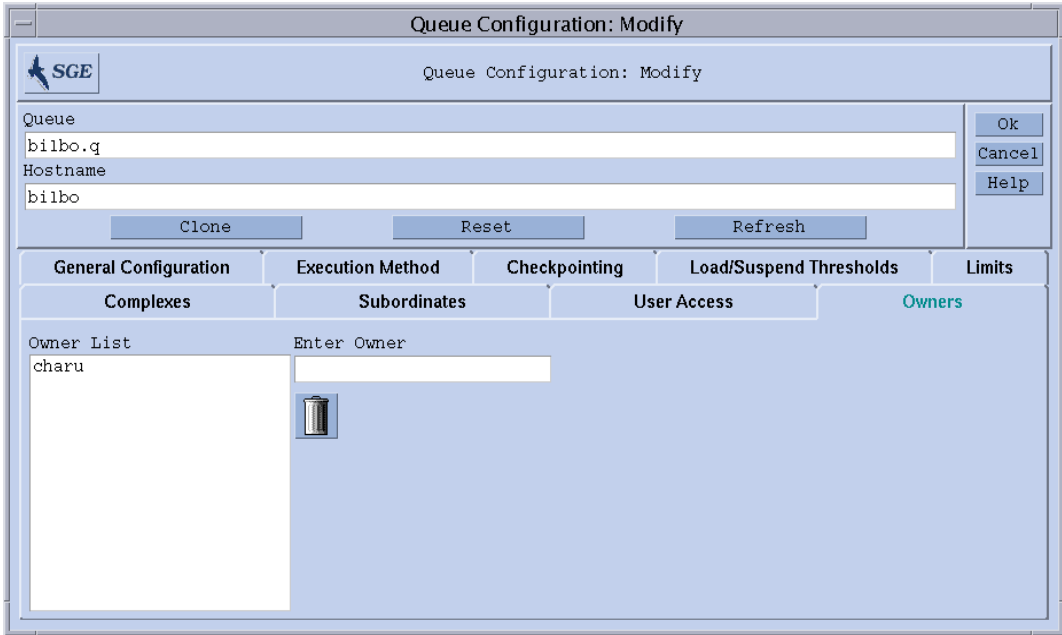 Queue Configuration: Modify
SGE
Queue Configuration: Modify
Queue
bilbo.q
Hostname
bilbo
Clone Reset Refresh
Ok
Cancel
Help
General Configuration Execution Method Checkpointing Load/Suspend Thresholds Limits
Complexes Subordinates User Access Owners
Owner List Enter Owner
charu